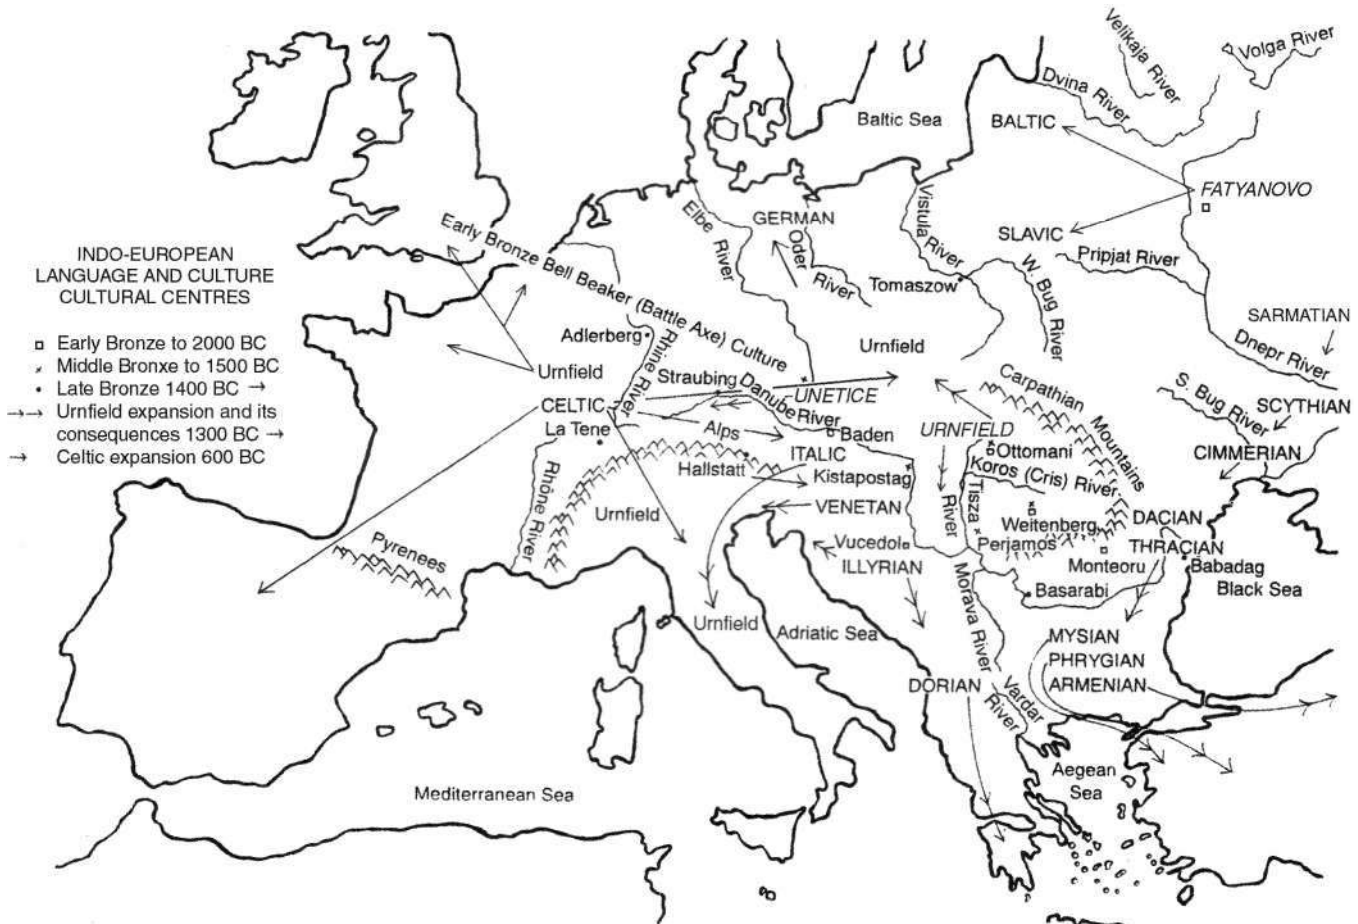 Velikaja River
Volga River
Dvina River
Baltic Sea
BALTIC
FATYANOVO
Elbe River
GERMAN
Oder River
Vistula River
SLAVIC
Pripjat River
W. Bug River
Tomaszow
Early Bronze Bell Beaker (Battle Axe) Culture
INDO-EUROPEAN
LANGUAGE AND CULTURE
CULTURAL CENTRES
Early Bronze to 2000 BC
Middle Bronxe to 1500 BC
Late Bronze 1400 BC →
Urnfield expansion and its
consequences 1300 BC →
Celtic expansion 600 BC
SARMATIAN
Dnepr River
Adlerberg
Rhine River
Urnfield
Urnfield
Straubing
Danube River
UNETICE
Carpathian Mountains
S. Bug River
SCYTHIAN
CELTIC
La Tene
Alps
Baden
URNFIELD
Ottomani
CIMMERIAN
ITALIC
Hallstatt
Kistapostag
Koros (Cris) River
Rhône River
Urnfield
VENETAN
Tisza River
Weitenberg
DACIAN
Pyrenees
Vucedol
Perjamos
THRACIAN
ILLYRIAN
Monteoru
Babadag
Basarabi
Black Sea
Morava River
Urnfield
Adriatic Sea
MYSIAN
PHRYGIAN
ARMENIAN
DORIAN
Vardar River
Aegean
Sea
Mediterranean Sea